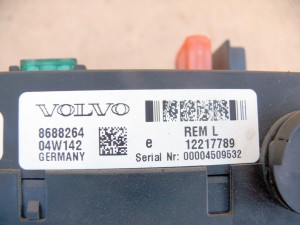 VOLVO
8688264
04W142
GERMANY
REM L
e 12217789
Serial Nr: 00004509532